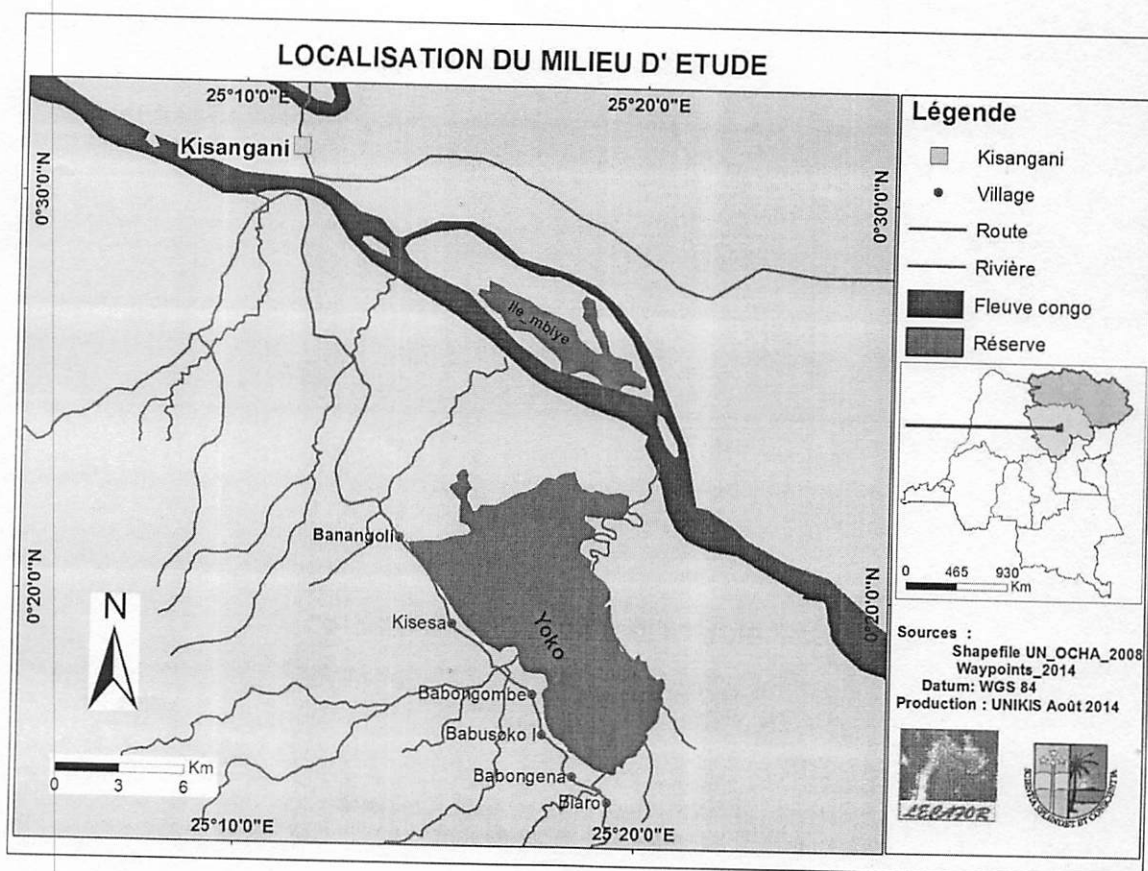 LOCALISATION DU MILIEU D' ETUDE
25°10'0"E
25°20'0"E
Kisangani
0°30'0"N
0°30'0"N
Ile_mbiye
Banangoli
0°20'0"N
0°20'0"N
Kisesa
Yoko
Babongombe
Babusoko I
Babongena
Biaro
N
Km
0 3 6
25°10'0"E
25°20'0"E
Légende
Kisangani
Village
Route
Rivière
Fleuve congo
Réserve
0 465 930
Km
Sources :
Shapefile UN_OCHA_2008
Waypoints_2014
Datum: WGS 84
Production : UNIKIS Août 2014
LECAFOR